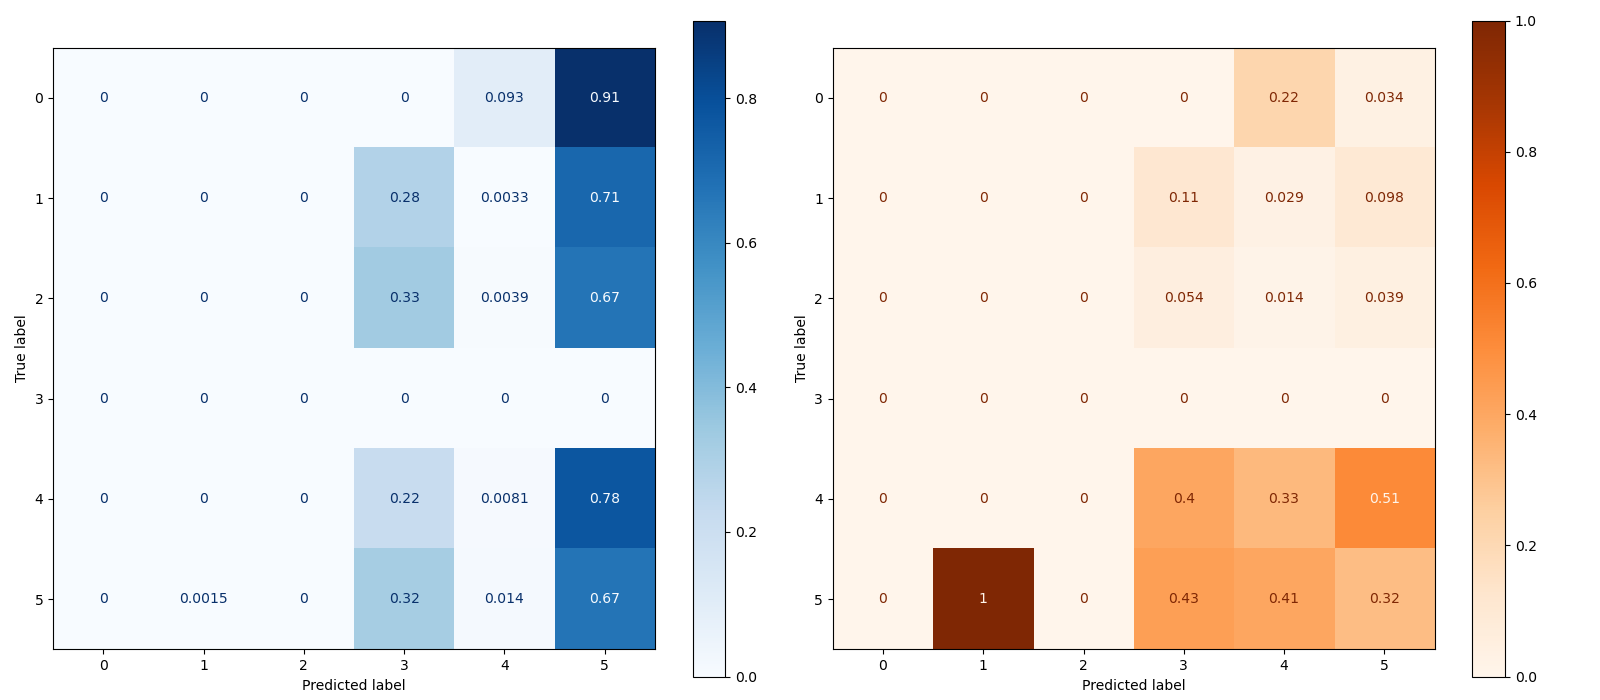 0 0 0 0 0 0.093 0.91
1 0 0 0 0.28 0.0033 0.71
2 0 0 0 0.33 0.0039 0.67
3 0 0 0 0 0 0
4 0 0 0 0.22 0.0081 0.78
5 0 0.0015 0 0.32 0.014 0.67
0 1 2 3 4 5
True label
Predicted label
0.8
0.6
0.4
0.2
0.0
0 0 0 0 0 0.22 0.034
1 0 0 0 0.11 0.029 0.098
2 0 0 0 0.054 0.014 0.039
3 0 0 0 0 0 0
4 0 0 0 0.4 0.33 0.51
5 0 1 0 0.43 0.41 0.32
0 1 2 3 4 5
True label
Predicted label
1.0
0.8
0.6
0.4
0.2
0.0